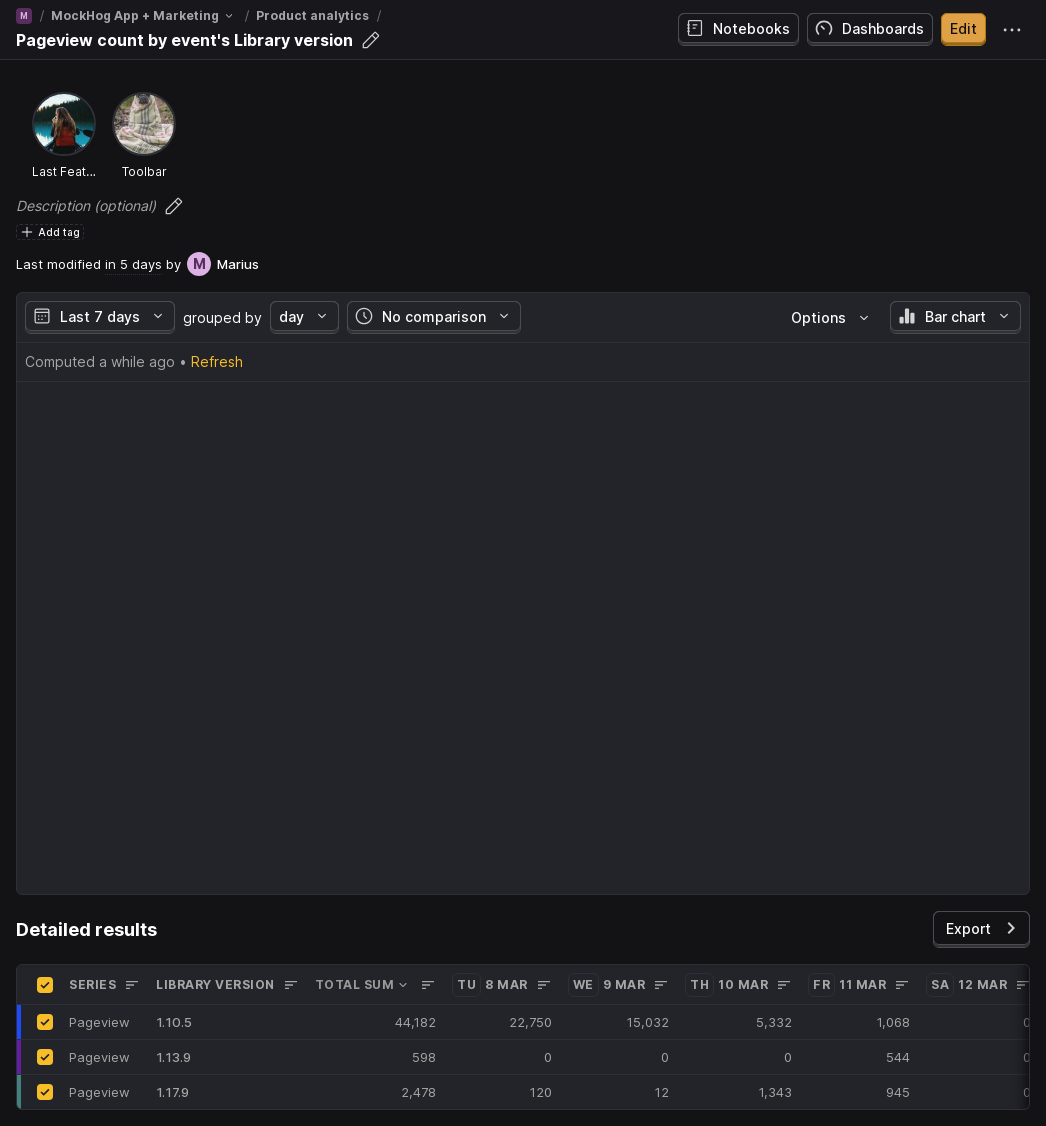 M / MockHog App + Marketing / Product analytics /
Pageview count by event's Library version
Notebooks Dashboards Edit
Last Feat... Toolbar
Description (optional)
Add tag
Last modified in 5 days by M Marius
Last 7 days grouped by day No comparison Options Bar chart
Computed a while ago • Refresh
Detailed results
Export
SERIES LIBRARY VERSION TOTAL SUM TU 8 MAR WE 9 MAR TH 10 MAR FR 11 MAR SA 12 MAR
Pageview 1.10.5 44,182 22,750 15,032 5,332 1,068 0
Pageview 1.13.9 598 0 0 0 544 0
Pageview 1.17.9 2,478 120 12 1,343 945 0